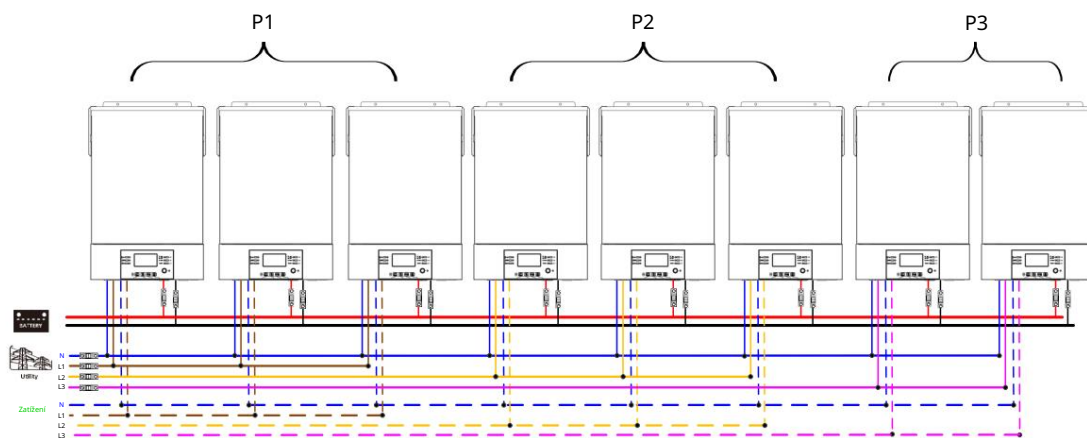 P1
P2
P3
BATTERY
Utility
N
L1
L2
L3
Zatížení
N
L1
L2
L3